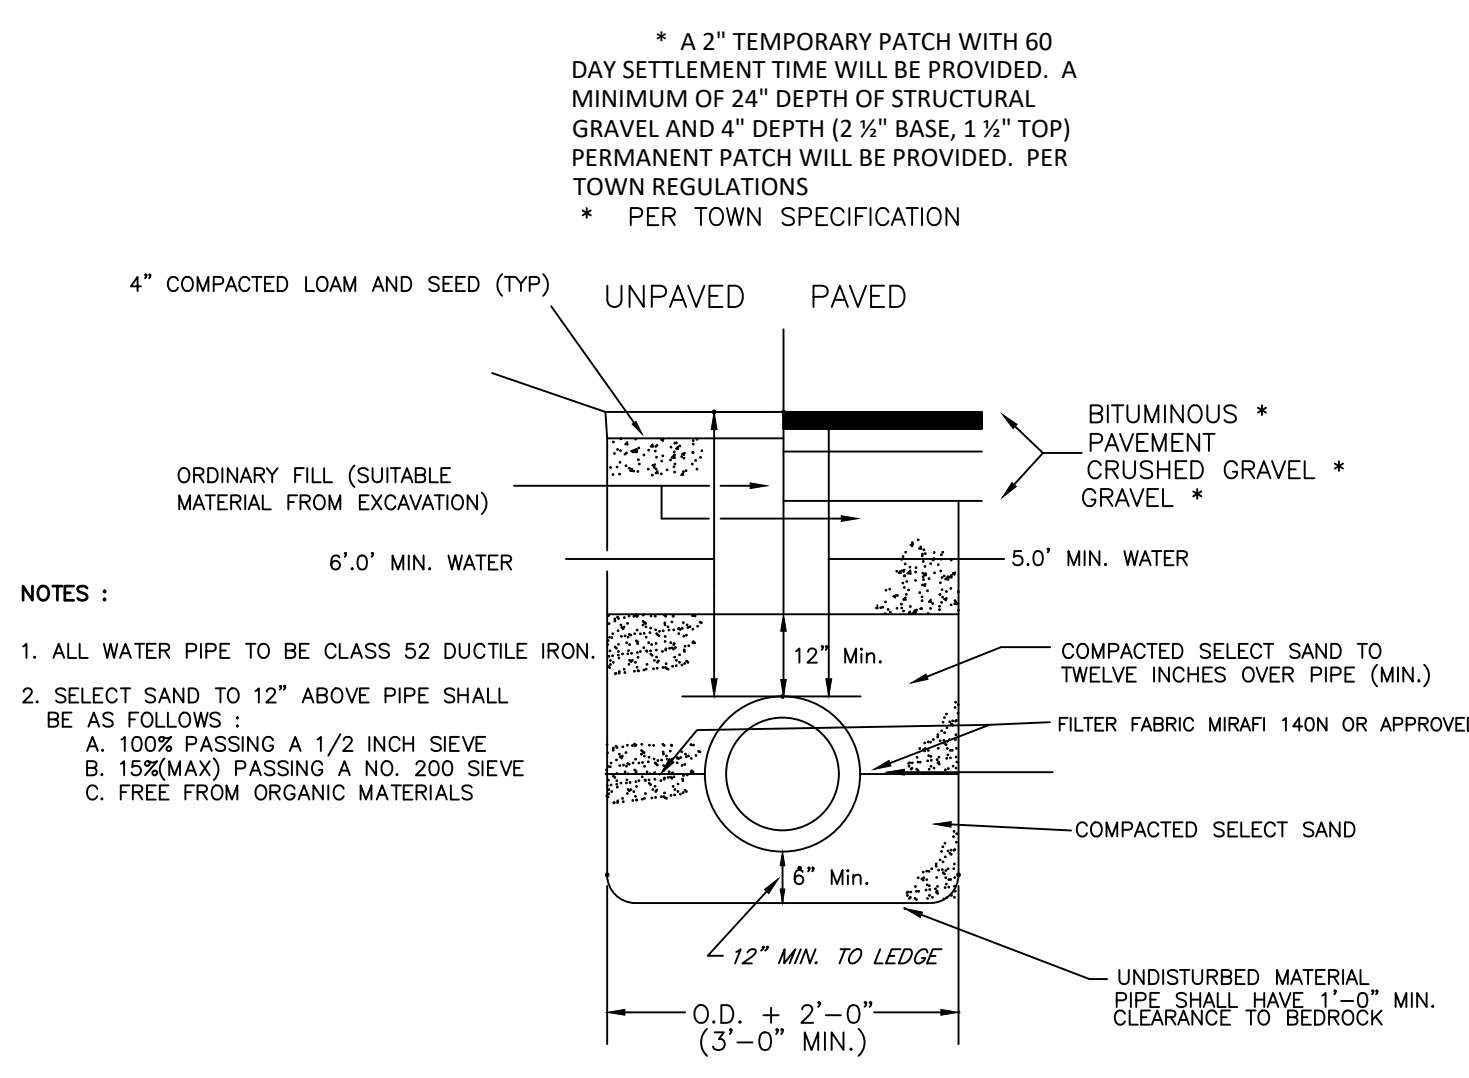 * A 2" TEMPORARY PATCH WITH 60
DAY SETTLEMENT TIME WILL BE PROVIDED. A
MINIMUM OF 24" DEPTH OF STRUCTURAL
GRAVEL AND 4" DEPTH (2 ½" BASE, 1 ½" TOP)
PERMANENT PATCH WILL BE PROVIDED. PER
TOWN REGULATIONS
* PER TOWN SPECIFICATION
4" COMPACTED LOAM AND SEED (TYP)
UNPAVED
PAVED
BITUMINOUS *
PAVEMENT
CRUSHED GRAVEL *
GRAVEL *
ORDINARY FILL (SUITABLE
MATERIAL FROM EXCAVATION)
6'.0' MIN. WATER
5.0' MIN. WATER
NOTES :
1. ALL WATER PIPE TO BE CLASS 52 DUCTILE IRON.
2. SELECT SAND TO 12" ABOVE PIPE SHALL
BE AS FOLLOWS :
A. 100% PASSING A 1/2 INCH SIEVE
B. 15%(MAX) PASSING A NO. 200 SIEVE
C. FREE FROM ORGANIC MATERIALS
12" Min.
COMPACTED SELECT SAND TO
TWELVE INCHES OVER PIPE (MIN.)
FILTER FABRIC MIRAFI 140N OR APPROVE
COMPACTED SELECT SAND
6" Min.
12" MIN. TO LEDGE
UNDISTURBED MATERIAL
PIPE SHALL HAVE 1'-0" MIN.
CLEARANCE TO BEDROCK
O.D. + 2'-0"
(3'-0" MIN.)